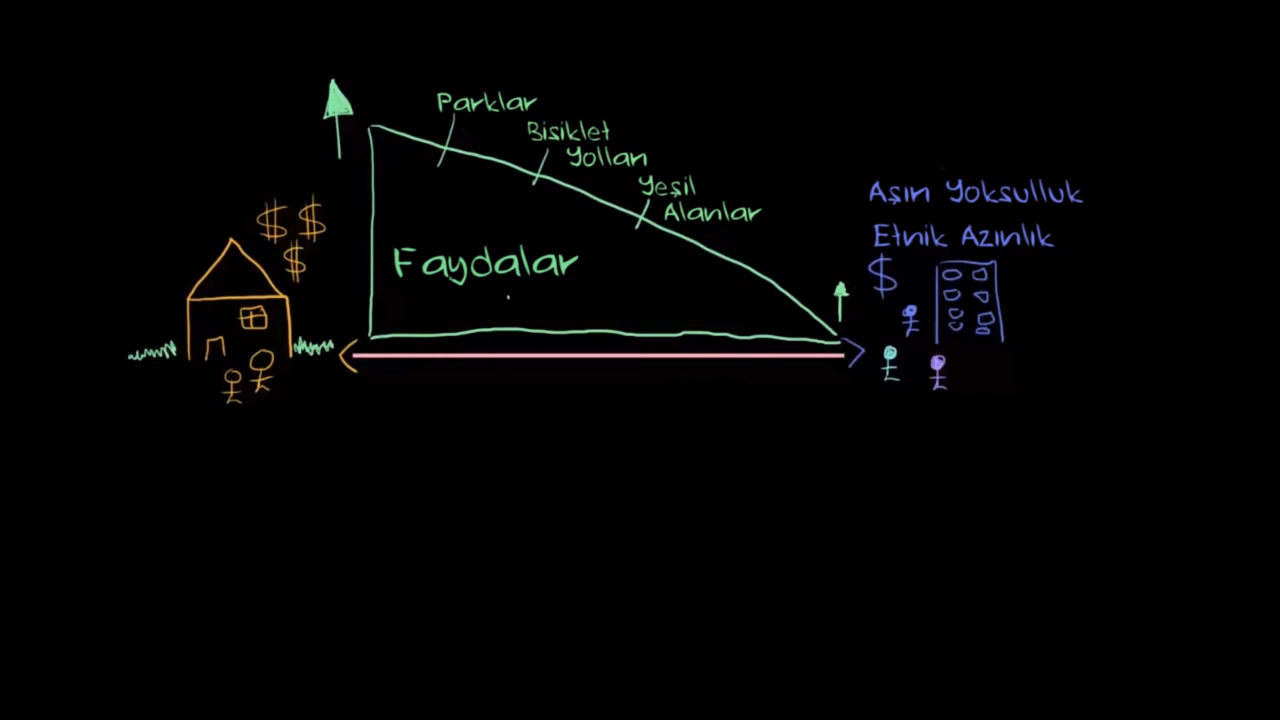 Parklar
Bisiklet
Yolları
Yeşil
Alanlar
Faydalar
$ $
$
Aşırı Yoksulluk
Etnik Azınlık
$